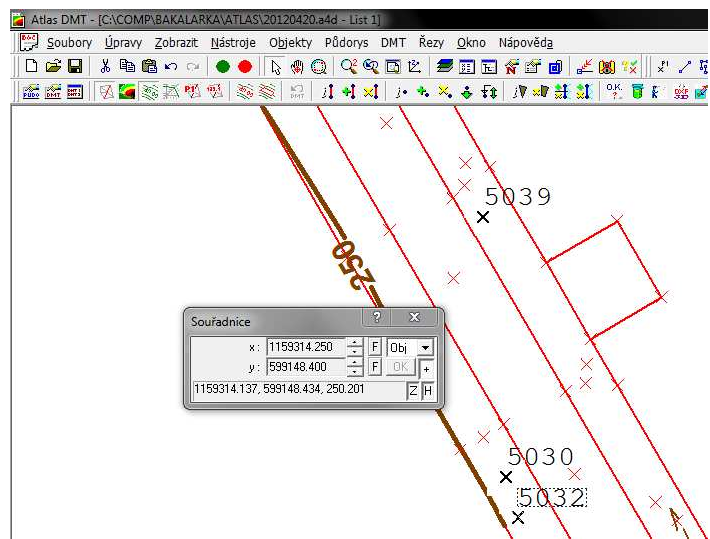 Atlas DMT - [C:\COMP\BAKALARKA\ATLAS\20120420.a4d - List 1]
Soubory Úpravy Zobrazit Nástroje Objekty Půdorys DMT Řezy Okno Nápověda
5039
250
Souřadnice
x: 1159314.250 F Obj
y: 599148.400 F OK +
1159314.137, 599148.434, 250.201 Z H
5030
5032